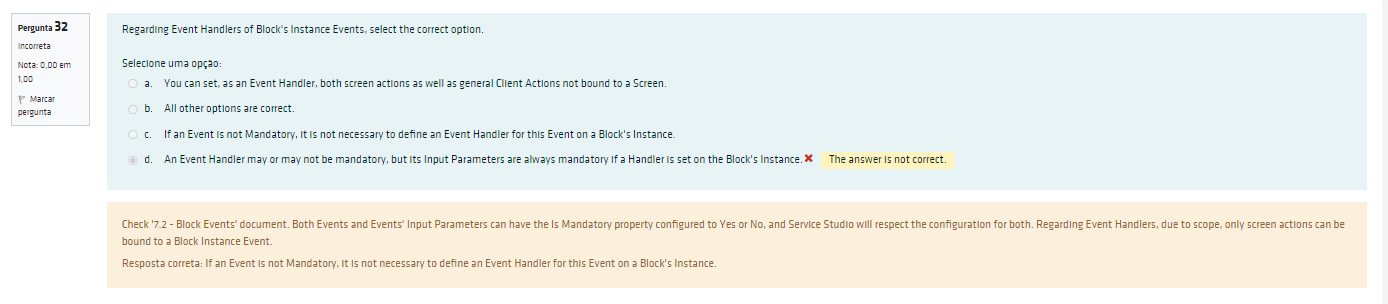 Pergunta 32
Incorreta
Nota: 0,00 em
1,00
Marcar
pergunta
Regarding Event Handlers of Block's Instance Events, select the correct option.
Selecione uma opção:
a. You can set, as an Event Handler, both screen actions as well as general Client Actions not bound to a Screen.
b. All other options are correct.
c. If an Event is not Mandatory, it is not necessary to define an Event Handler for this Event on a Block's Instance.
d. An Event Handler may or may not be mandatory, but its Input Parameters are always mandatory if a Handler is set on the Block's Instance. The answer is not correct.
Check '7.2 - Block Events' document. Both Events and Events' Input Parameters can have the Is Mandatory property configured to Yes or No, and Service Studio will respect the configuration for both. Regarding Event Handlers, due to scope, only screen actions can be
bound to a Block Instance Event.
Resposta correta: If an Event is not Mandatory, it is not necessary to define an Event Handler for this Event on a Block's Instance.